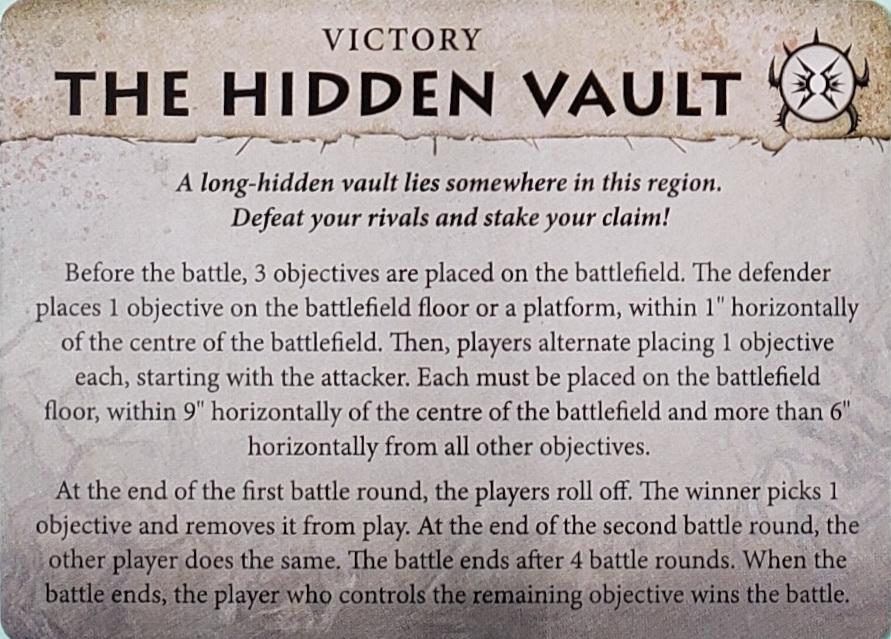 VICTORY
THE HIDDEN VAULT
A long-hidden vault lies somewhere in this region.
Defeat your rivals and stake your claim!
Before the battle, 3 objectives are placed on the battlefield. The defender
places 1 objective on the battlefield floor or a platform, within 1" horizontally
of the centre of the battlefield. Then, players alternate placing 1 objective
each, starting with the attacker. Each must be placed on the battlefield
floor, within 9" horizontally of the centre of the battlefield and more than 6"
horizontally from all other objectives.
At the end of the first battle round, the players roll off. The winner picks 1
objective and removes it from play. At the end of the second battle round, the
other player does the same. The battle ends after 4 battle rounds. When the
battle ends, the player who controls the remaining objective wins the battle.